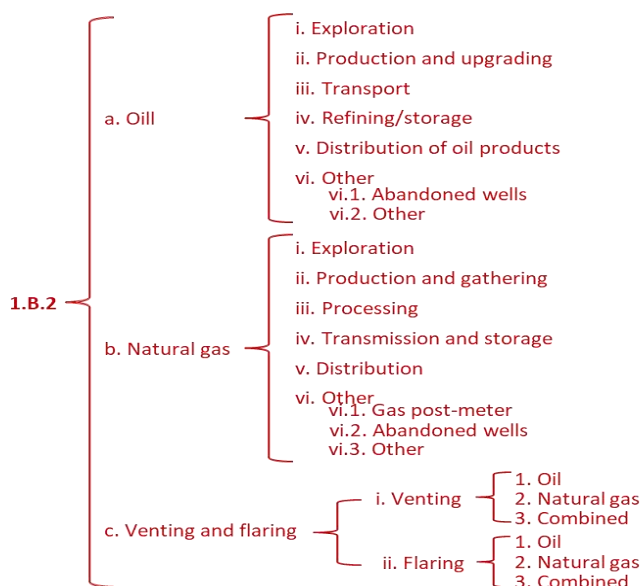 i. Exploration
ii. Production and upgrading
iii. Transport
a. Oill
iv. Refining/storage
v. Distribution of oil products
vi. Other
vi.1. Abandoned wells
vi.2. Other
i. Exploration
ii. Production and gathering
1.B.2
iii. Processing
iv. Transmission and storage
b. Natural gas
v. Distribution
vi. Other
vi.1. Gas post-meter
vi.2. Abandoned wells
vi.3. Other
c. Venting and flaring
i. Venting
1. Oil
2. Natural gas
3. Combined
ii. Flaring
1. Oil
2. Natural gas
3. Combined